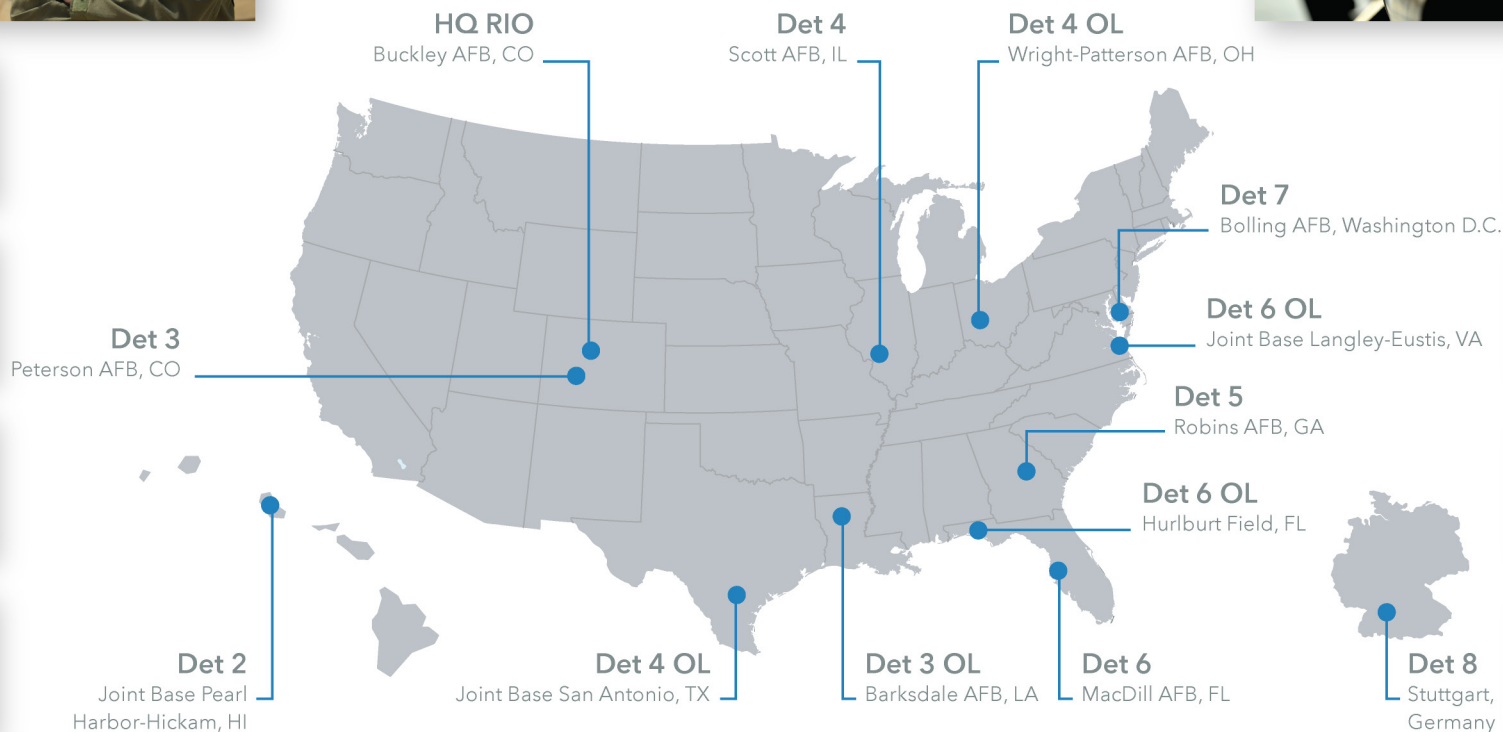 HQ RIO
Buckley AFB, CO
Det 4
Scott AFB, IL
Det 4 OL
Wright-Patterson AFB, OH
Det 7
Bolling AFB, Washington D.C.
Det 6 OL
Joint Base Langley-Eustis, VA
Det 3
Peterson AFB, CO
Det 5
Robins AFB, GA
Det 6 OL
Hurlburt Field, FL
Det 2
Joint Base Pearl
Harbor-Hickam, HI
Det 4 OL
Joint Base San Antonio, TX
Det 3 OL
Barksdale AFB, LA
Det 6
MacDill AFB, FL
Det 8
Stuttgart,
Germany